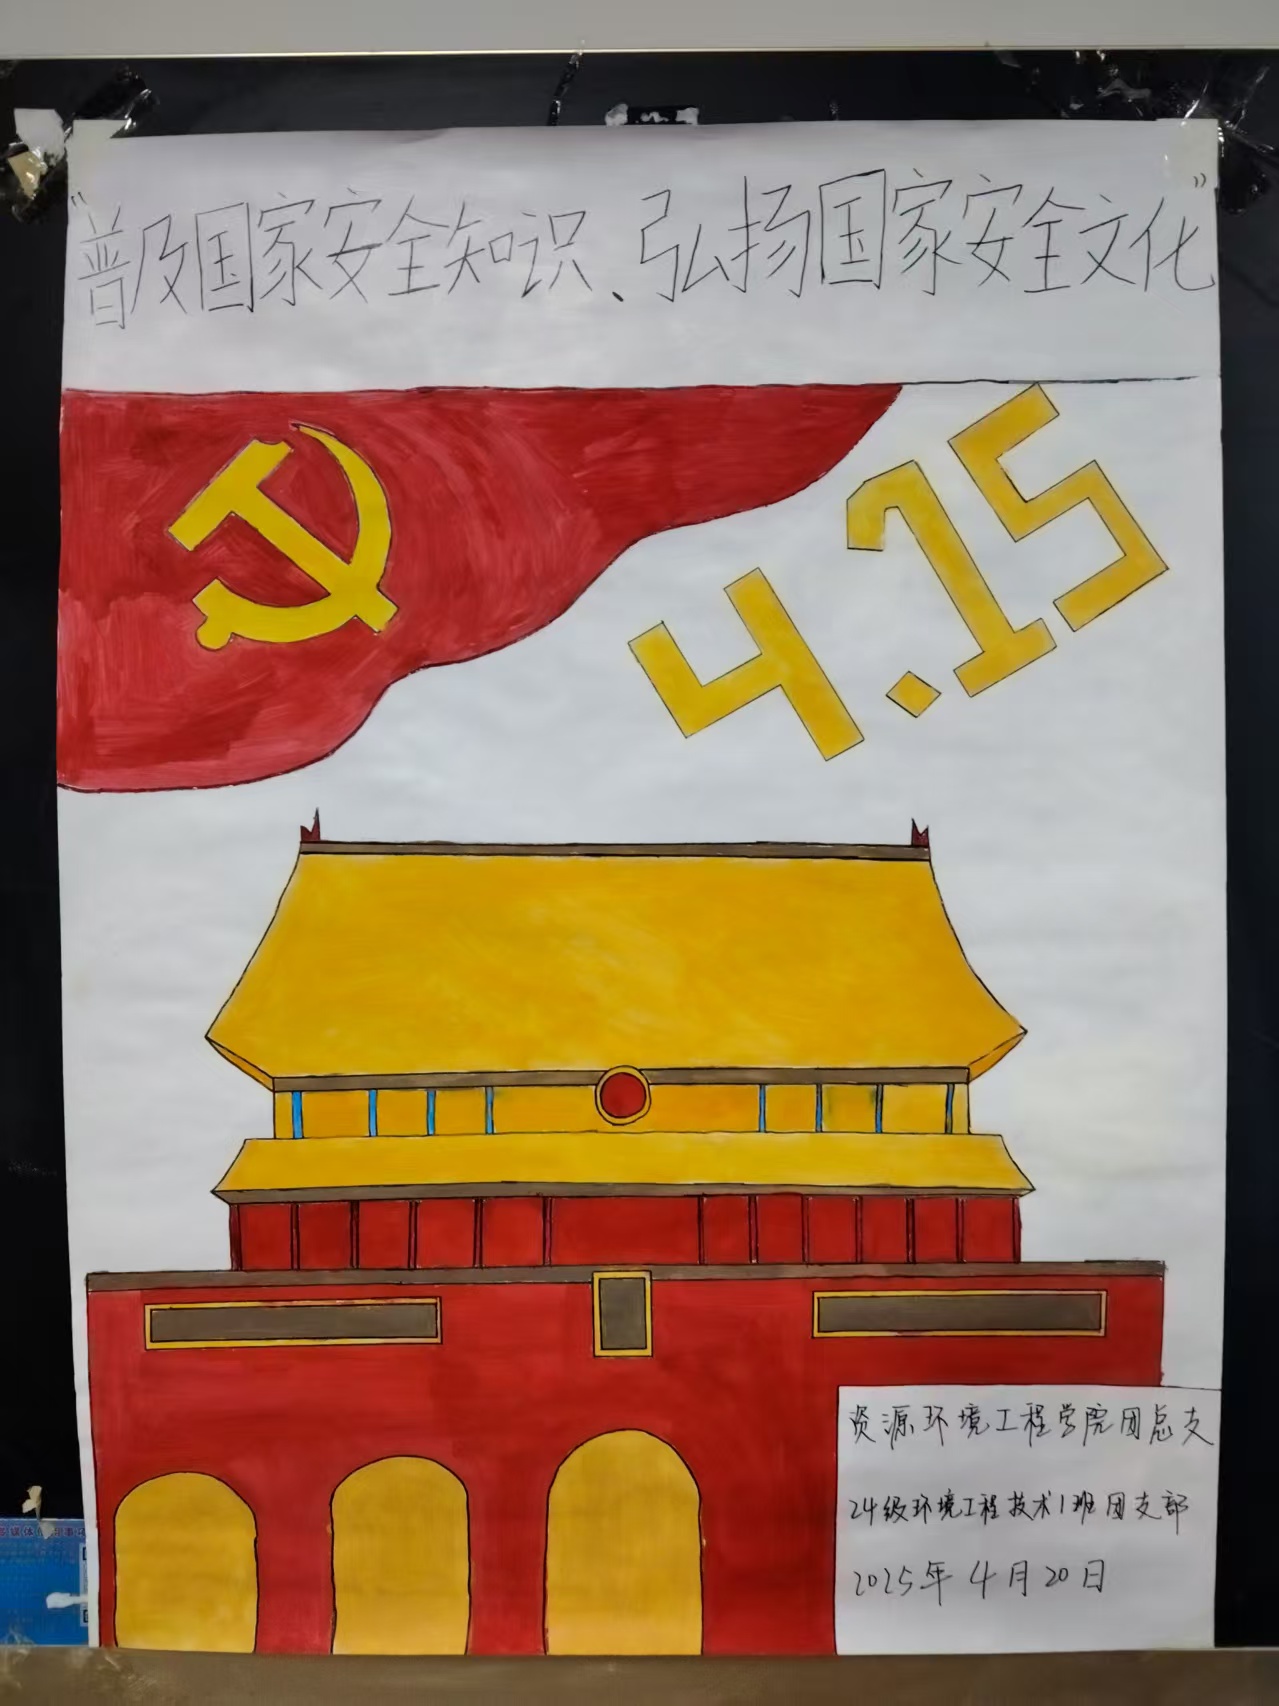 “普及国家安全知识、弘扬国家安全文化”
4.15
资源环境工程学院团总支
24级环境工程技术1班团支部
2025年4月20日